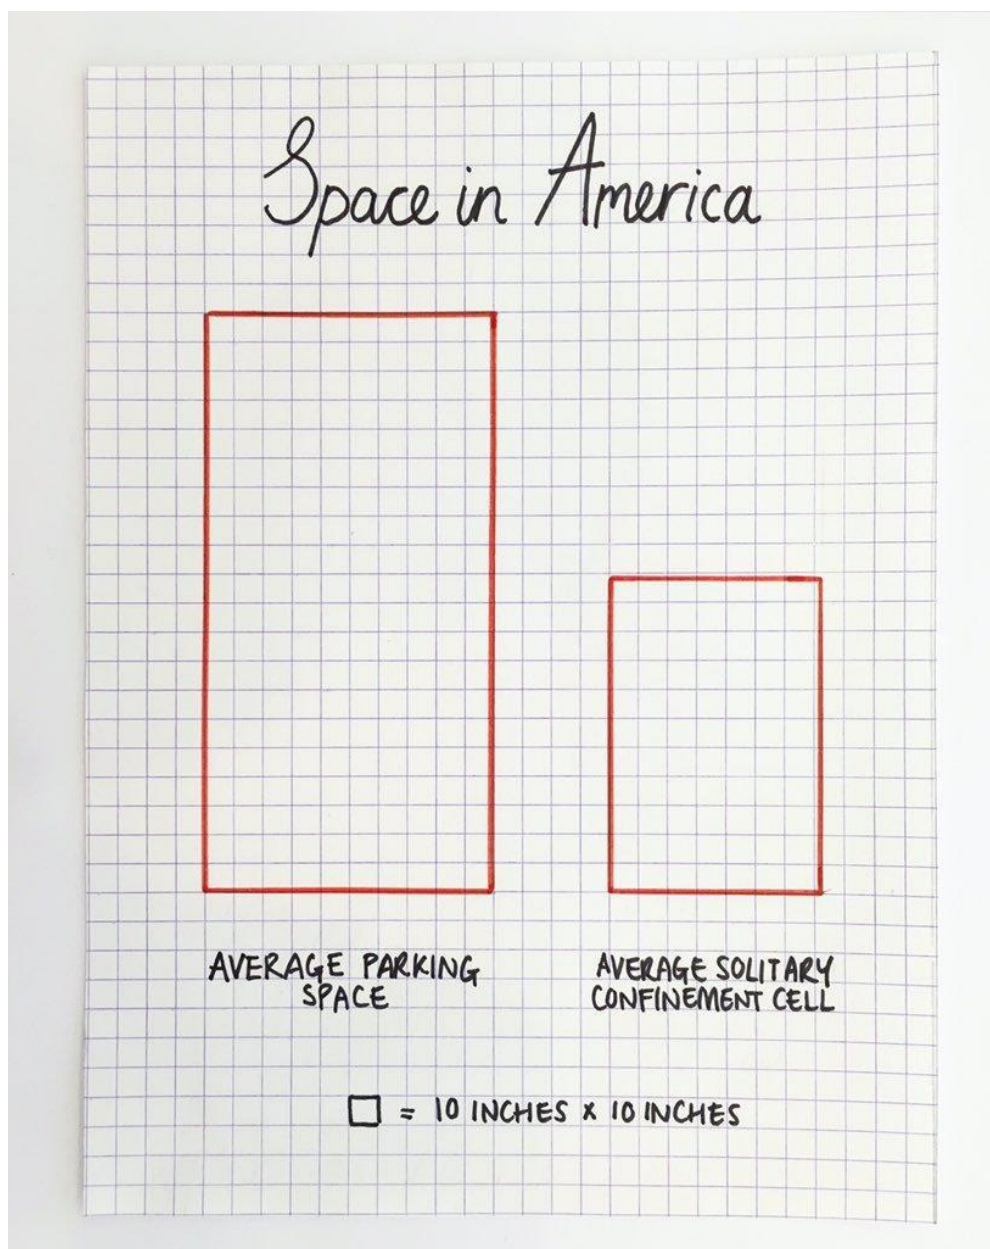 Space in America
AVERAGE PARKING
SPACE
AVERAGE SOLITARY
CONFINEMENT CELL
= 10 INCHES x 10 INCHES